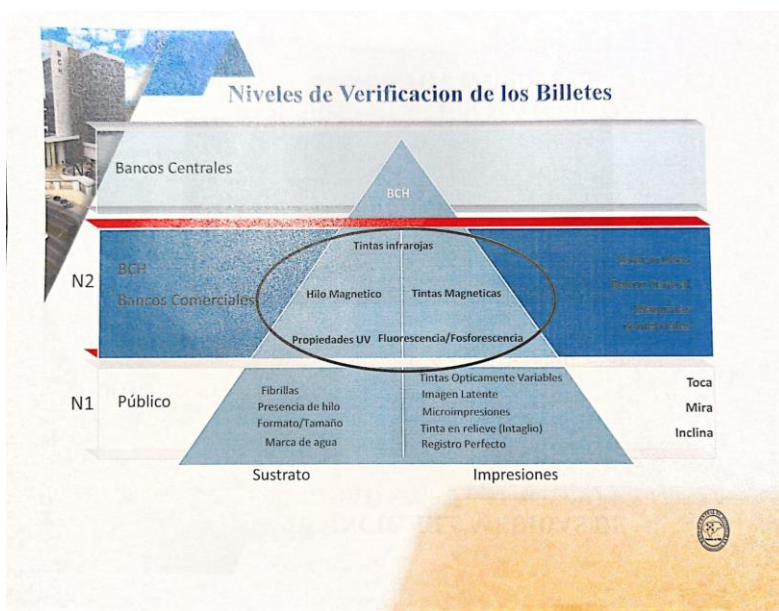 BCH
Niveles de Verificacion de los Billetes
Bancos Centrales
BCH
N2
BCH
Bancos Comerciales
Tintas infrarojas
Hilo Magnetico
Tintas Magneticas
Propiedades UV
Fluorescencia/Fosforescencia
N1
Público
Fibrillas
Presencia de hilo
Formato/Tamaño
Marca de agua
Tintas Opticamente Variables
Imagen Latente
Microimpresiones
Tinta en relieve (Intaglio)
Registro Perfecto
Toca
Mira
Inclina
Sustrato
Impresiones